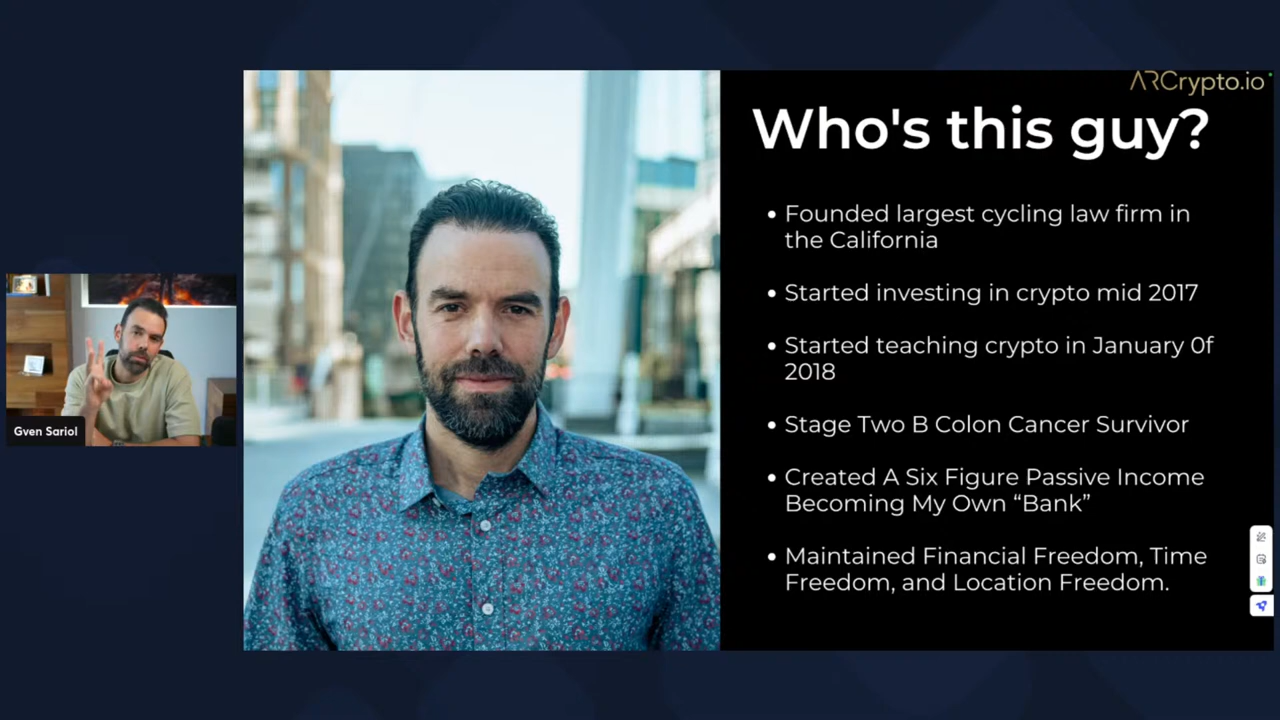 ARCrypto.io
Who's this guy?
• Founded largest cycling law firm in
the California
• Started investing in crypto mid 2017
• Started teaching crypto in January 0f
2018
• Stage Two B Colon Cancer Survivor
• Created A Six Figure Passive Income
Becoming My Own “Bank”
• Maintained Financial Freedom, Time
Freedom, and Location Freedom.
Gven Sariol